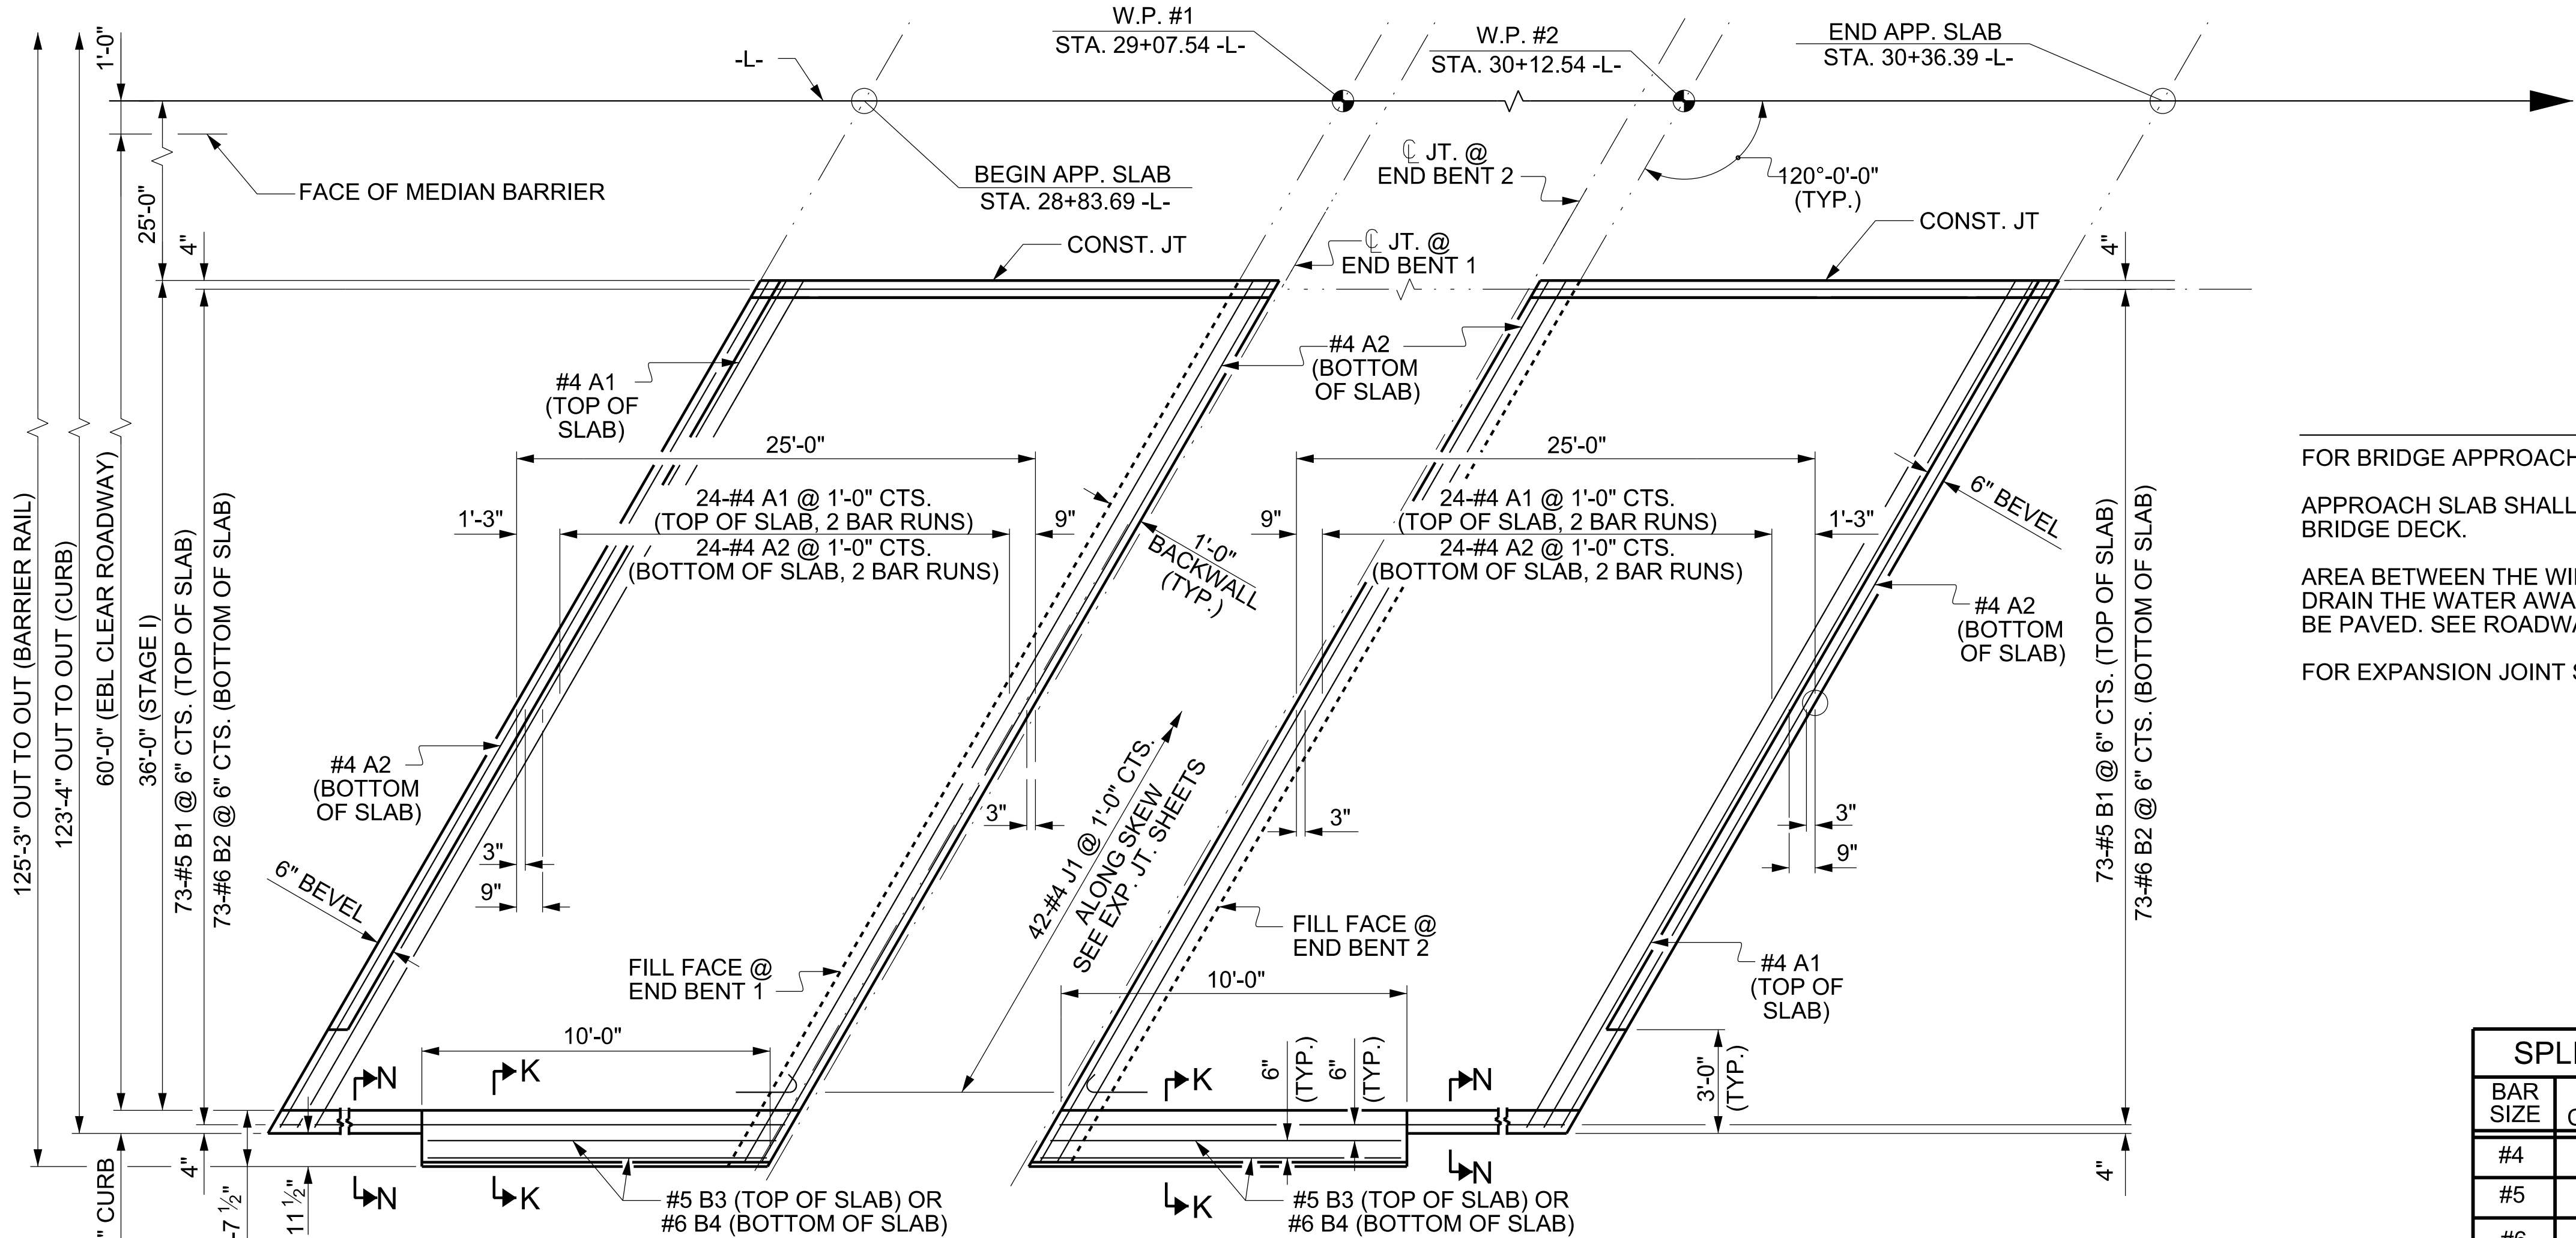 W.P. #1
STA. 29+07.54 -L-
W.P. #2
STA. 30+12.54 -L-
END APP. SLAB
STA. 30+36.39 -L-
-L-
1'-0"
FACE OF MEDIAN BARRIER
BEGIN APP. SLAB
STA. 28+83.69 -L-
℄ JT. @
END BENT 2
120°-0'-0"
(TYP.)
25'-0"
4"
CONST. JT
℄ JT. @
END BENT 1
CONST. JT
4"
#4 A1
(TOP OF
SLAB)
#4 A2
(BOTTOM
OF SLAB)
125'-3" OUT TO OUT (BARRIER RAIL)
123'-4" OUT TO OUT (CURB)
60'-0" (EBL CLEAR ROADWAY)
36'-0" (STAGE I)
73-#5 B1 @ 6" CTS. (TOP OF SLAB)
73-#6 B2 @ 6" CTS. (BOTTOM OF SLAB)
25'-0"
1'-3"
24-#4 A1 @ 1'-0" CTS.
(TOP OF SLAB, 2 BAR RUNS)
24-#4 A2 @ 1'-0" CTS.
(BOTTOM OF SLAB, 2 BAR RUNS)
9"
1'-0"
BACKWALL
(TYP.)
25'-0"
9"
24-#4 A1 @ 1'-0" CTS.
(TOP OF SLAB, 2 BAR RUNS)
24-#4 A2 @ 1'-0" CTS.
(BOTTOM OF SLAB, 2 BAR RUNS)
1'-3"
6" BEVEL
#4 A2
(BOTTOM
OF SLAB)
73-#5 B1 @ 6" CTS. (TOP OF SLAB)
73-#6 B2 @ 6" CTS. (BOTTOM OF SLAB)
FOR BRIDGE APPROACH
APPROACH SLAB SHALL
BRIDGE DECK.
AREA BETWEEN THE
DRAIN THE WATER
BE PAVED. SEE
FOR EXPANSION JOINT
#4 A2
(BOTTOM
OF SLAB)
3"
9"
6" BEVEL
3"
42-#4 J1 @ 1'-0" CTS.
ALONG SKEW
SEE EXP. JT. SHEETS
3"
3"
9"
FILL FACE @
END BENT 1
FILL FACE @
END BENT 2
#4 A1
(TOP OF
SLAB)
10'-0"
10'-0"
6"
(TYP.)
6"
(TYP.)
3'-0"
(TYP.)
N
K
K
N
N
K
K
N
4"
" CURB
-7 ½"
11 ½"
#5 B3 (TOP OF SLAB) OR
#6 B4 (BOTTOM OF SLAB)
#5 B3 (TOP OF SLAB) OR
#6 B4 (BOTTOM OF SLAB)
4"
BAR
SIZE
#4
#5
#6